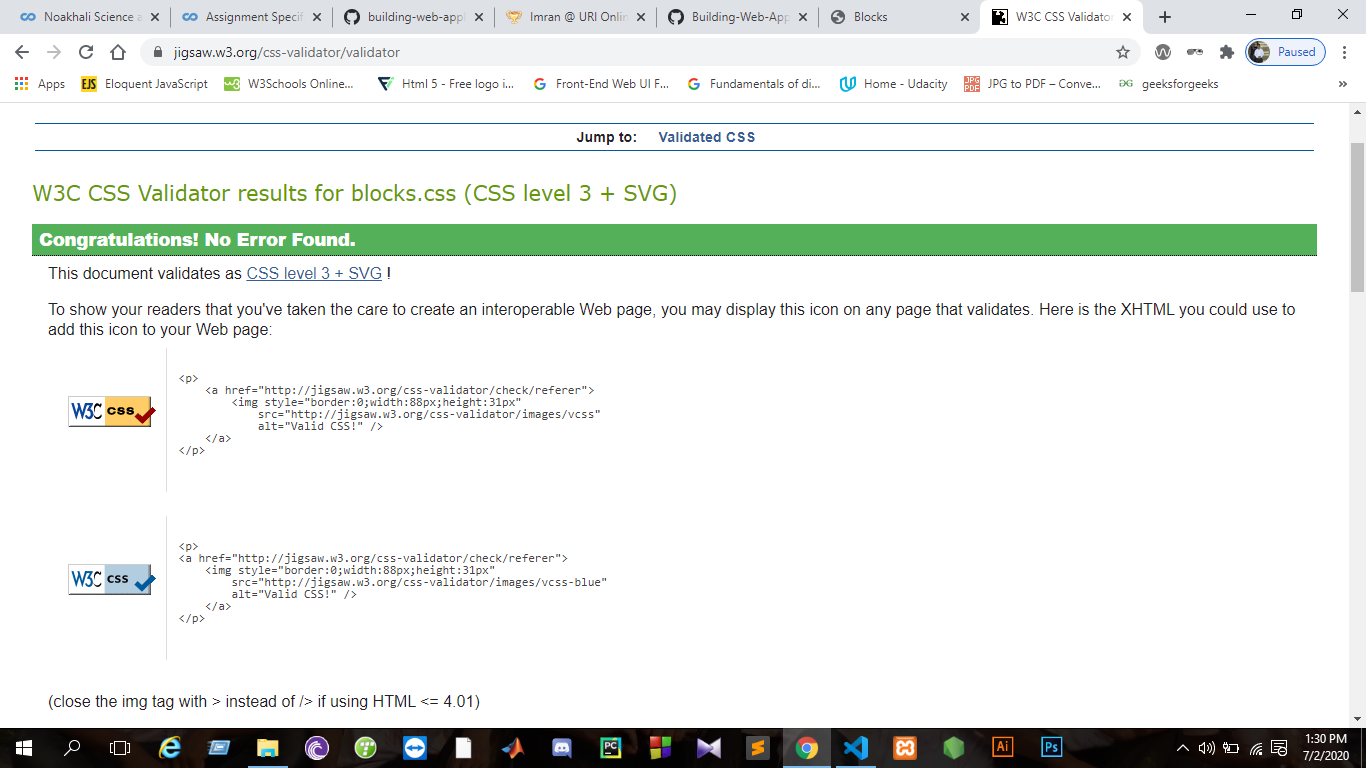 Noakhali Science a
Assignment Specif
building-web-appl
Imran @ URI Onlin
Building-Web-App
Blocks
W3C CSS Validator
jigsaw.w3.org/css-validator/validator
Paused
Apps
EJS Eloquent JavaScript
W3Schools Online...
Html 5 - Free logo i...
Front-End Web UI F...
Fundamentals of di...
Home - Udacity
JPG PDF JPG to PDF – Conve...
geeksforgeeks
»
Jump to: Validated CSS
W3C CSS Validator results for blocks.css (CSS level 3 + SVG)
Congratulations! No Error Found.
This document validates as CSS level 3 + SVG !
To show your readers that you've taken the care to create an interoperable Web page, you may display this icon on any page that validates. Here is the XHTML you could use to
add this icon to your Web page:
W3C css
<p>
<a href="http://jigsaw.w3.org/css-validator/check/referer">
<img style="border:0;width:88px;height:31px"
src="http://jigsaw.w3.org/css-validator/images/vcss"
alt="Valid CSS!" />
</a>
</p>
W3C css
<p>
<a href="http://jigsaw.w3.org/css-validator/check/referer">
<img style="border:0;width:88px;height:31px"
src="http://jigsaw.w3.org/css-validator/images/vcss-blue"
alt="Valid CSS!" />
</a>
</p>
(close the img tag with > instead of /> if using HTML <= 4.01)
PC
Ai
Ps
1:30 PM
7/2/2020